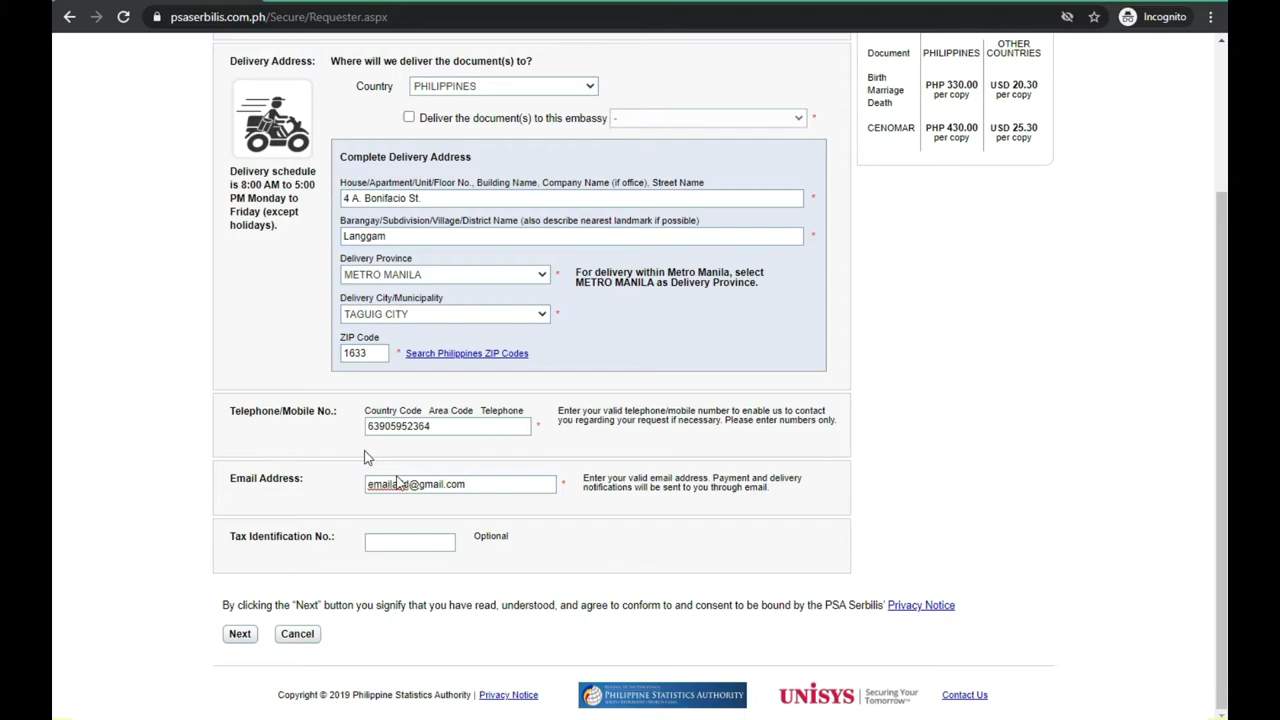 psaserbilis.com.ph/Secure/Requester.aspx
Incognito
Delivery Address:
Where will we deliver the document(s) to?
Country
PHILIPPINES
Deliver the document(s) to this embassy
-
*
Delivery schedule
is 8:00 AM to 5:00
PM Monday to
Friday (except
holidays).
Complete Delivery Address
House/Apartment/Unit/Floor No., Building Name, Company Name (if office), Street Name
4 A. Bonifacio St. *
Barangay/Subdivision/Village/District Name (also describe nearest landmark if possible)
Langgam *
Delivery Province
METRO MANILA *
For delivery within Metro Manila, select
METRO MANILA as Delivery Province.
Delivery City/Municipality
TAGUIG CITY *
ZIP Code
1633 * Search Philippines ZIP Codes
Telephone/Mobile No.:
Country Code Area Code Telephone
63905952364 *
Enter your valid telephone/mobile number to enable us to contact
you regarding your request if necessary. Please enter numbers only.
Email Address:
@gmail.com *
Enter your valid email address. Payment and delivery
notifications will be sent to you through email.
Tax Identification No.:
Optional
By clicking the “Next” button you signify that you have read, understood, and agree to conform to and consent to be bound by the PSA Serbilis’ Privacy Notice
Next Cancel
Document PHILIPPINES OTHER COUNTRIES
Birth
Marriage
Death
PHP 330.00
per copy
USD 20.30
per copy
CENOMAR
PHP 430.00
per copy
USD 25.30
per copy
Copyright © 2019 Philippine Statistics Authority | Privacy Notice
PHILIPPINE STATISTICS AUTHORITY
UNISYS Securing Your Tomorrow
Contact Us